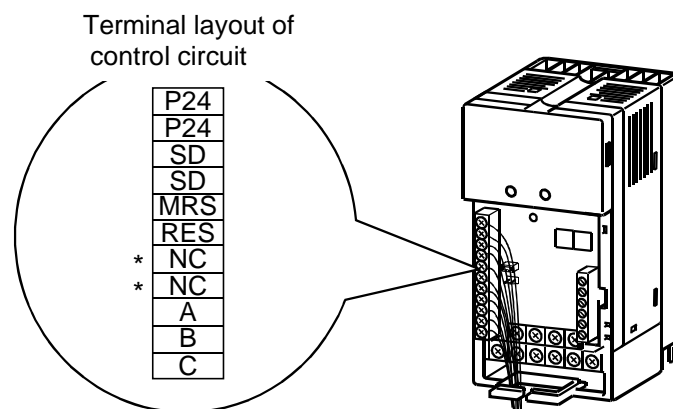 Terminal layout of
control circuit
P24
P24
SD
SD
MRS
RES
* NC
* NC
A
B
C